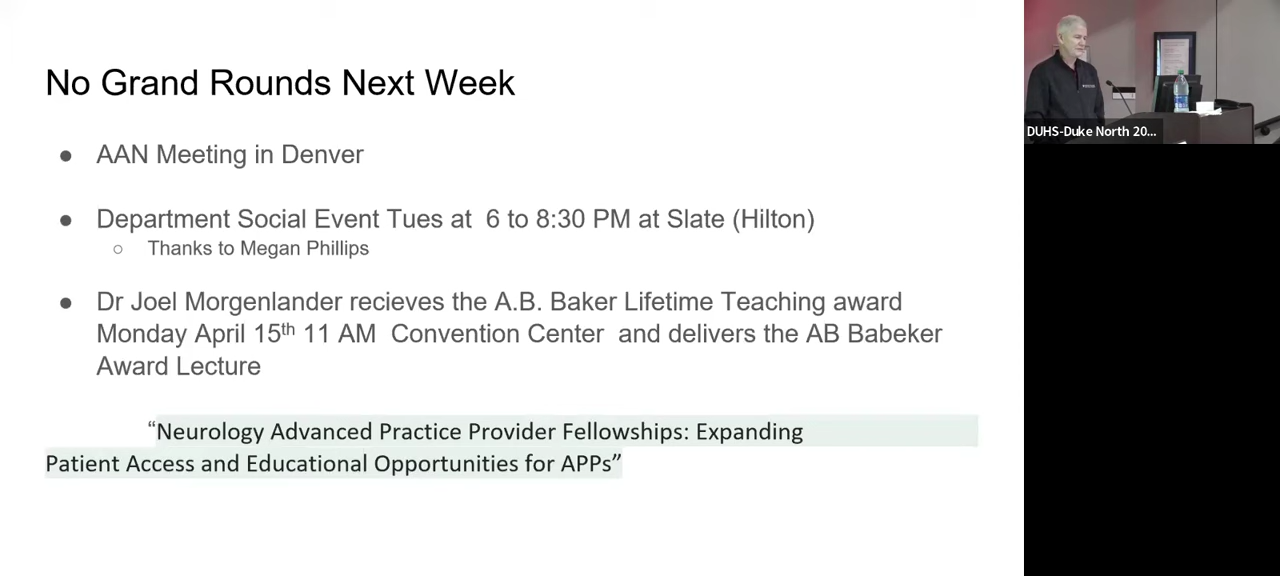 No Grand Rounds Next Week
● AAN Meeting in Denver
● Department Social Event Tues at  6 to 8:30 PM at Slate (Hilton)
○ Thanks to Megan Phillips
● Dr Joel Morgenlander recieves the A.B. Baker Lifetime Teaching award
Monday April 15th 11 AM  Convention Center  and delivers the AB Babeker
Award Lecture
“Neurology Advanced Practice Provider Fellowships: Expanding
Patient Access and Educational Opportunities for APPs”
DUHS-Duke North 20...